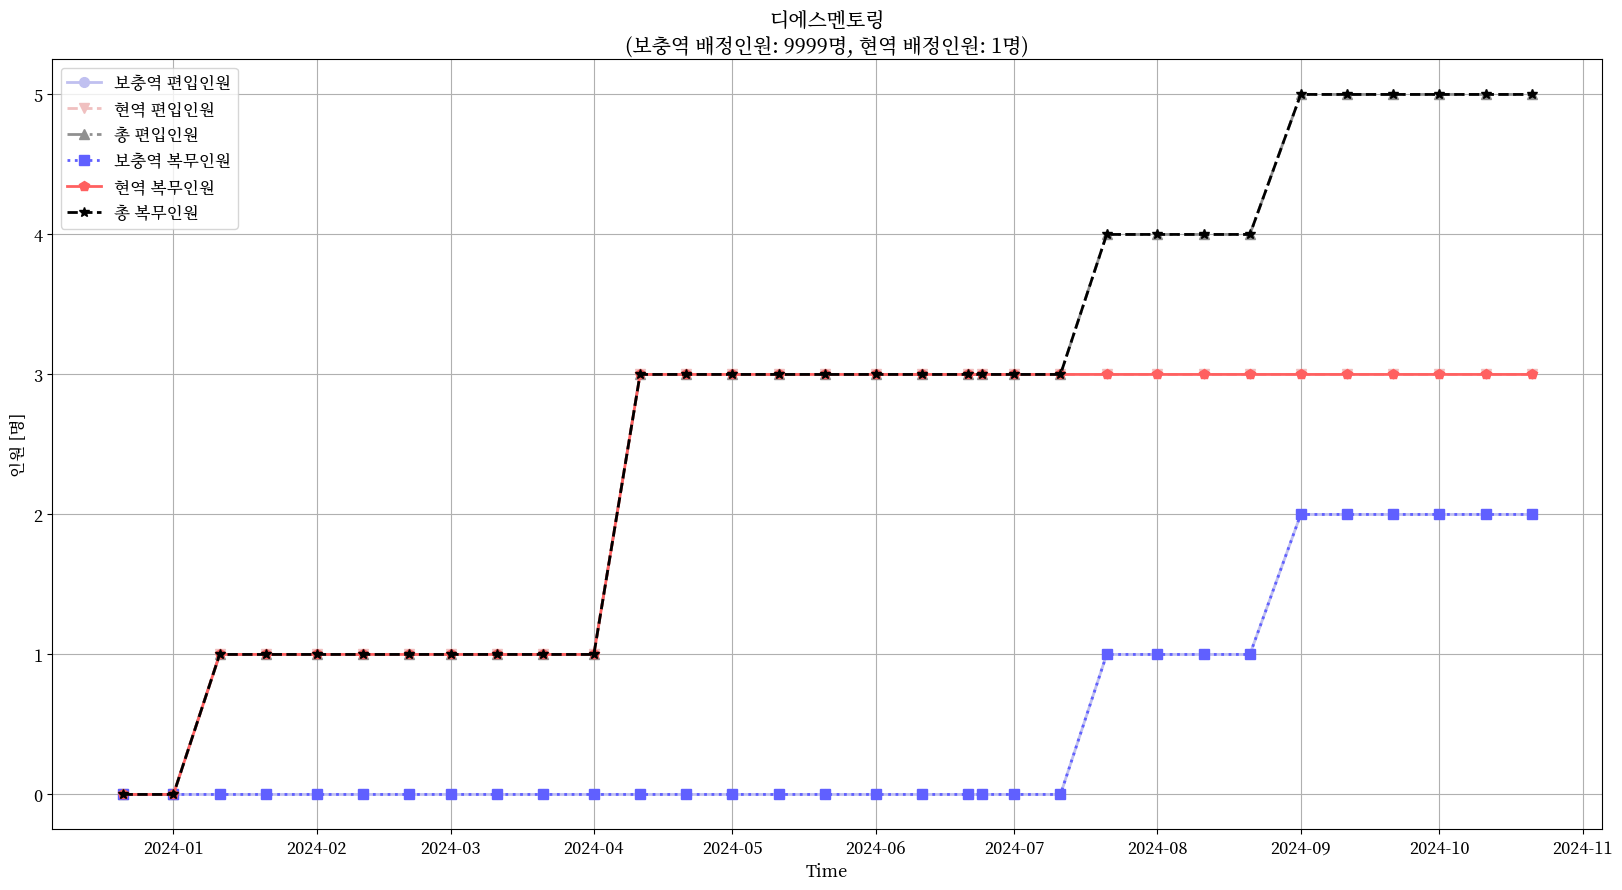 디에스멘토링
(보충역 배정인원: 9999명, 현역 배정인원: 1명)
보충역 편입인원
현역 편입인원
총 편입인원
보충역 복무인원
현역 복무인원
총 복무인원
인원 [명]
5
4
3
2
1
0
2024-01
2024-02
2024-03
2024-04
2024-05
2024-06
2024-07
2024-08
2024-09
2024-10
2024-11
Time